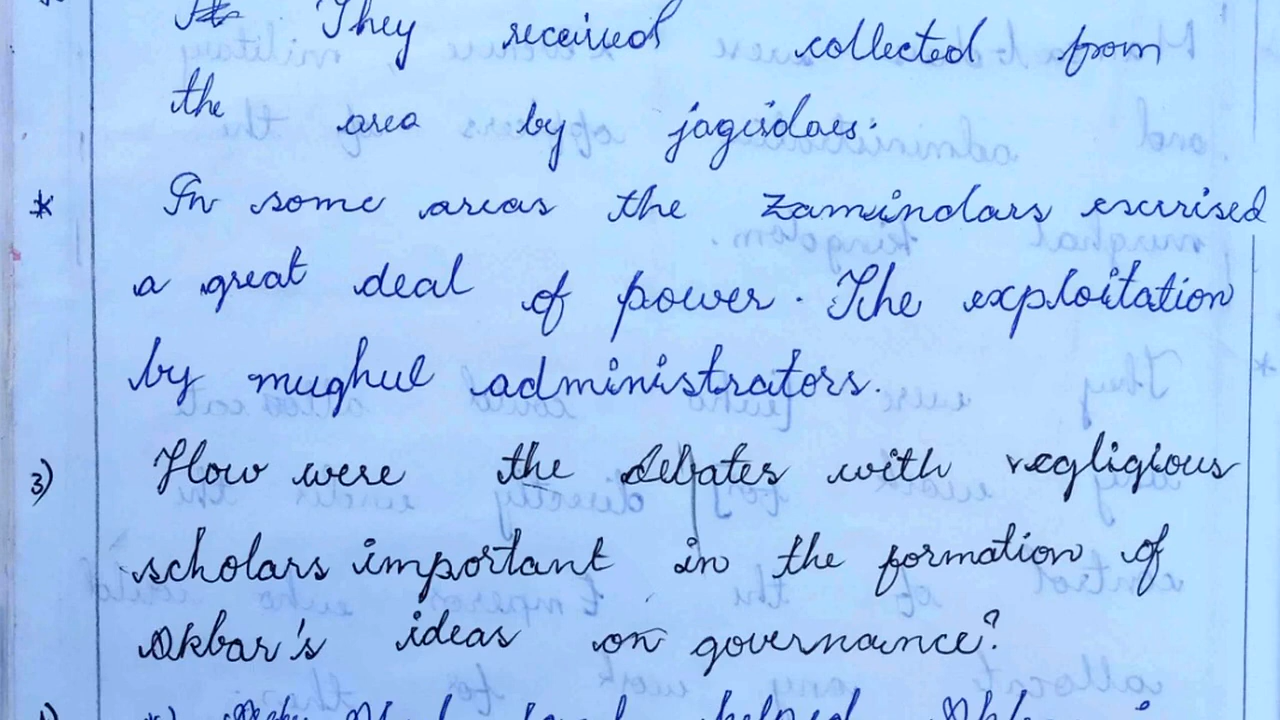 They received collected from
the area by jagirdars.
* In some areas the zamindars exerised
a great deal of power. The exploitation
by mughul administrators.
3) How were the debates with regligious
scholars important in the formation of
Akbar's ideas on governance?
helped